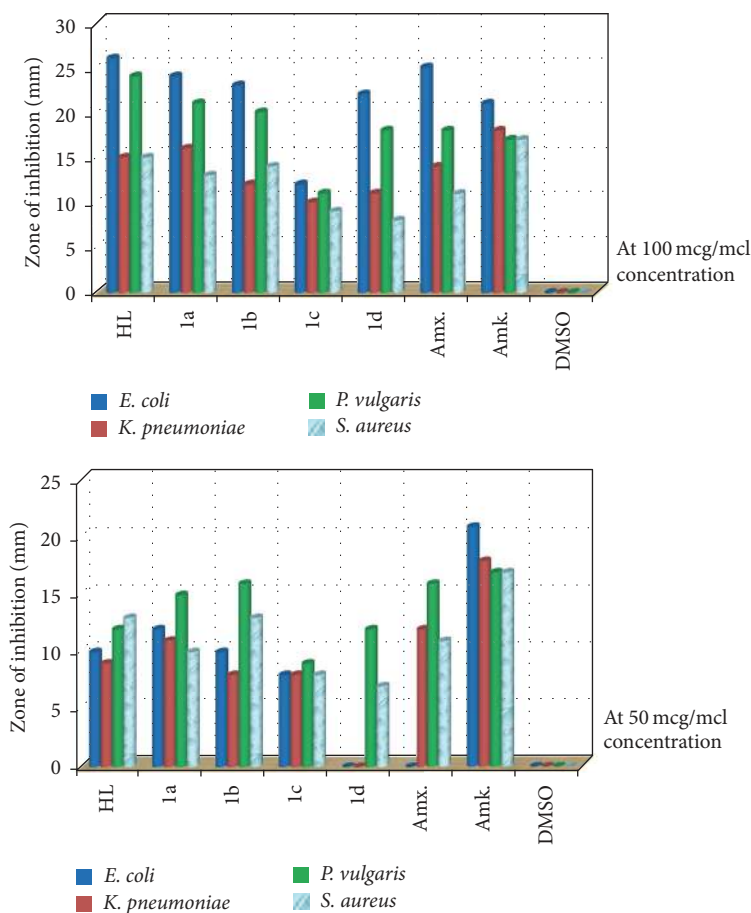 30
25
20
15
10
5
0
Zone of inhibition (mm)
HL
1a
1b
1c
1d
Amx.
Amk.
DMSO
At 100 mcg/mcl
concentration
E. coli
P. vulgaris
K. pneumoniae
S. aureus
25
20
15
10
5
0
Zone of inhibition (mm)
HL
1a
1b
1c
1d
Amx.
Amk.
DMSO
At 50 mcg/mcl
concentration
E. coli
P. vulgaris
K. pneumoniae
S. aureus